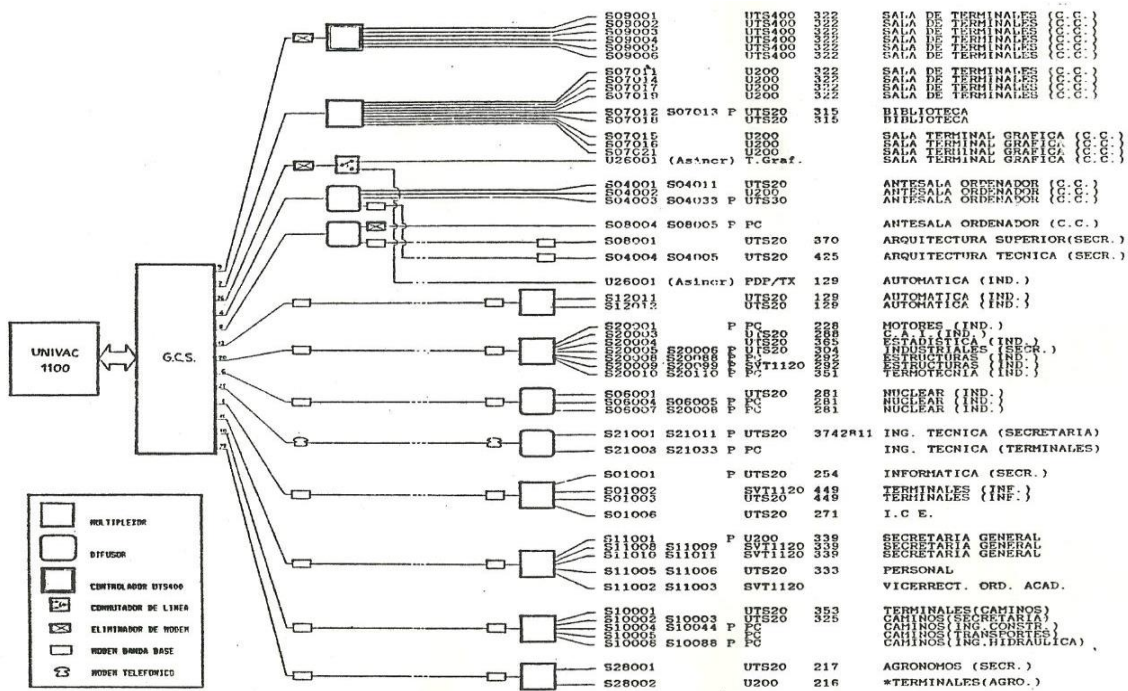 S09001 UTS400 322 SALA DE TERMINALES (C.C.)
S09002 UTS400 322 SALA DE TERMINALES (C.C.)
S09003 UTS400 322 SALA DE TERMINALES (C.C.)
S09004 UTS400 322 SALA DE TERMINALES (C.C.)
S09005 UTS400 322 SALA DE TERMINALES (C.C.)
S09006 UTS400 322 SALA DE TERMINALES (C.C.)
S07011 U200 322 SALA DE TERMINALES (C.C.)
S07014 U200 322 SALA DE TERMINALES (C.C.)
S07017 U200 322 SALA DE TERMINALES (C.C.)
S07019 U200 322 SALA DE TERMINALES (C.C.)
S07012 S07013 P UTS20 315 BIBLIOTECA
S07018 UTS20 315 BIBLIOTECA
S07015 U200 SALA TERMINAL GRAFICA (C.C.)
S07016 U200 SALA TERMINAL GRAFICA (C.C.)
S07021 U200 SALA TERMINAL GRAFICA (C.C.)
U26001 (Asincr) T.Graf. SALA TERMINAL GRAFICA (C.C.)
S04001 S04011 UTS20 ANTESALA ORDENADOR (C.C.)
S04002 U200 ANTESALA ORDENADOR (C.C.)
S04003 S04033 P UTS30 ANTESALA ORDENADOR (C.C.)
S08004 S08005 P PC ANTESALA ORDENADOR (C.C.)
S08001 UTS20 370 ARQUITECTURA SUPERIOR(SECR.)
S04004 S04005 UTS20 425 ARQUITECTURA TECNICA (SECR.)
U26001 (Asincr) PDP/TX 129 AUTOMATICA (IND.)
S12011 UTS20 129 AUTOMATICA (IND.)
S12012 UTS20 129 AUTOMATICA (IND.)
S20001 P PC 228 MOTORES (IND.)
S20003 UTS20 288 C.A.I.(IND.)
S20004 UTS20 365 ESTADISTICA (IND.)
S20005 S20006 P UTS20 304 INDUSTRIALES (SECR.)
S20008 S20088 P PC 292 ESTRUCTURAS (IND.)
S20009 S20099 P SVT1120 292 ESTRUCTURAS (IND.)
S20010 S20110 P PC 351 TERMOTECNIA (IND.)
S06001 UTS20 281 NUCLEAR (IND.)
S06004 S06005 P PC 281 NUCLEAR (IND.)
S06007 S20008 P PC 281 NUCLEAR (IND.)
S21001 S21011 P UTS20 3742811 ING. TECNICA (SECRETARIA)
S21003 S21033 P PC ING. TECNICA (TERMINALES)
S01001 P UTS20 254 INFORMATICA (SECR.)
S01002 SVT1120 449 TERMINALES (INF.)
S01003 UTS20 449 TERMINALES (INF.)
S01006 UTS20 271 I.C E.
S11001 P U200 339 SECRETARIA GENERAL
S11008 S11009 SVT1120 339 SECRETARIA GENERAL
S11010 S11011 SVT1120 339 SECRETARIA GENERAL
S11005 S11006 UTS20 333 PERSONAL
S11002 S11003 SVT1120 VICERRECT. ORD. ACAD.
S10001 UTS20 353 TERMINALES(CAMINOS)
S10002 S10003 UTS20 325 CAMINOS(SECRETARIA)
S10004 S10044 P PC CAMINOS(ING.CONSTR.)
S10005 PC CAMINOS(TRANSPORTES)
S10006 S10088 P PC CAMINOS(ING.HIDRAULICA)
S28001 UTS20 217 AGRONOMOS (SECR.)
S28002 U200 216 *TERMINALES(AGRO.)
UNIVAC
1100
G.C.S.
MULTIPLEXOR
DIFUSOR
CONTROLADOR UTS400
CONMUTADOR DE LINEA
ELIMINADOR DE MODEM
MODEM BANDA BASE
MODEM TELEFONICO